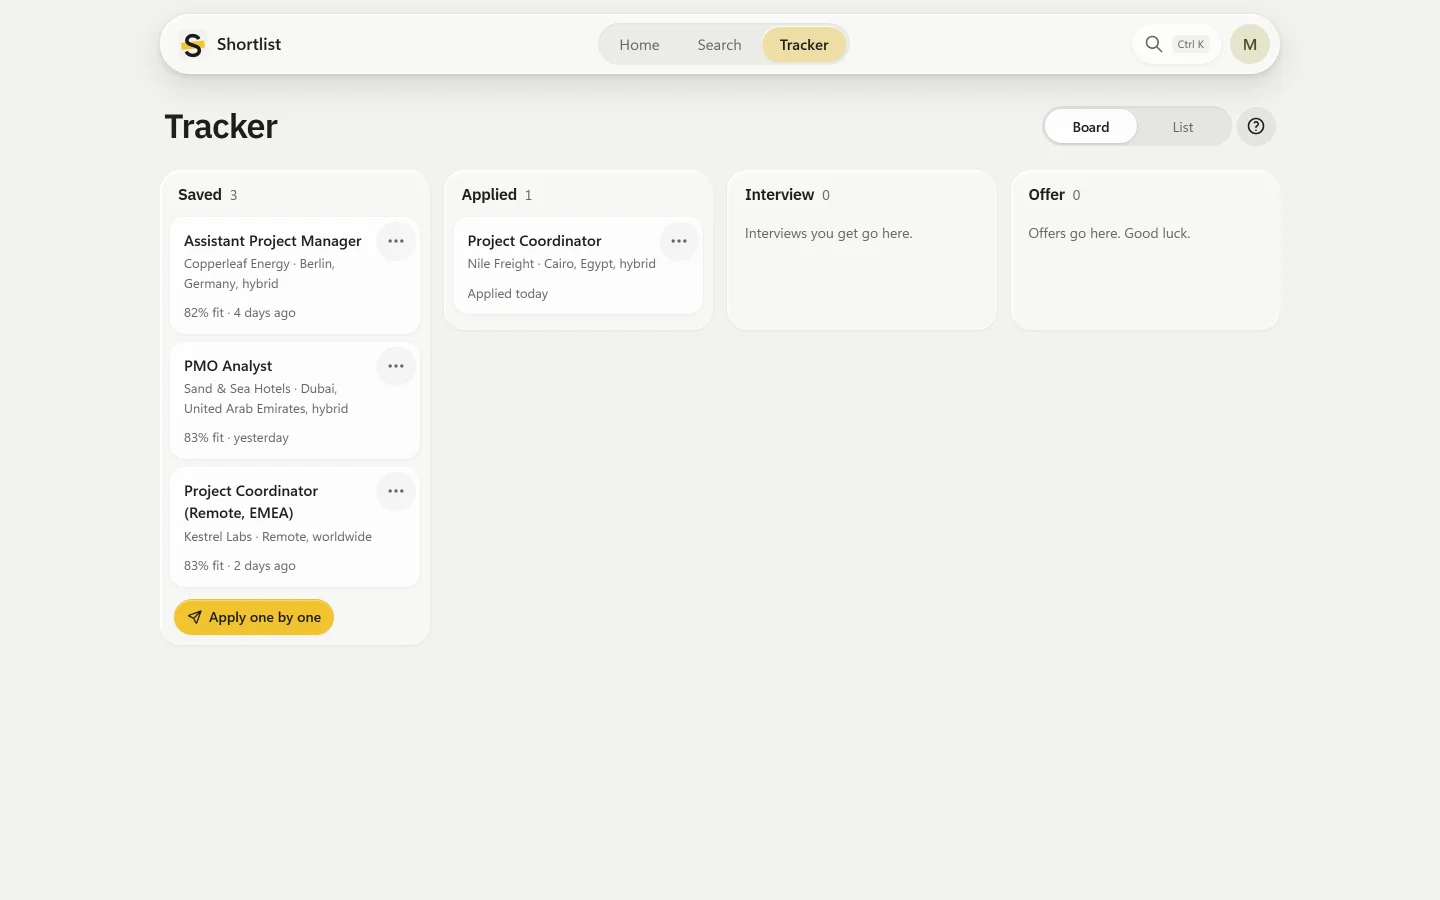 Shortlist
Home
Search
Tracker
Ctrl K
M
Tracker
Board
List
Saved 3
Assistant Project Manager
Copperleaf Energy · Berlin,
Germany, hybrid
82% fit · 4 days ago
PMO Analyst
Sand & Sea Hotels · Dubai,
United Arab Emirates, hybrid
83% fit · yesterday
Project Coordinator
(Remote, EMEA)
Kestrel Labs · Remote, worldwide
83% fit · 2 days ago
Apply one by one
Applied 1
Project Coordinator
Nile Freight · Cairo, Egypt, hybrid
Applied today
Interview 0
Interviews you get go here.
Offer 0
Offers go here. Good luck.